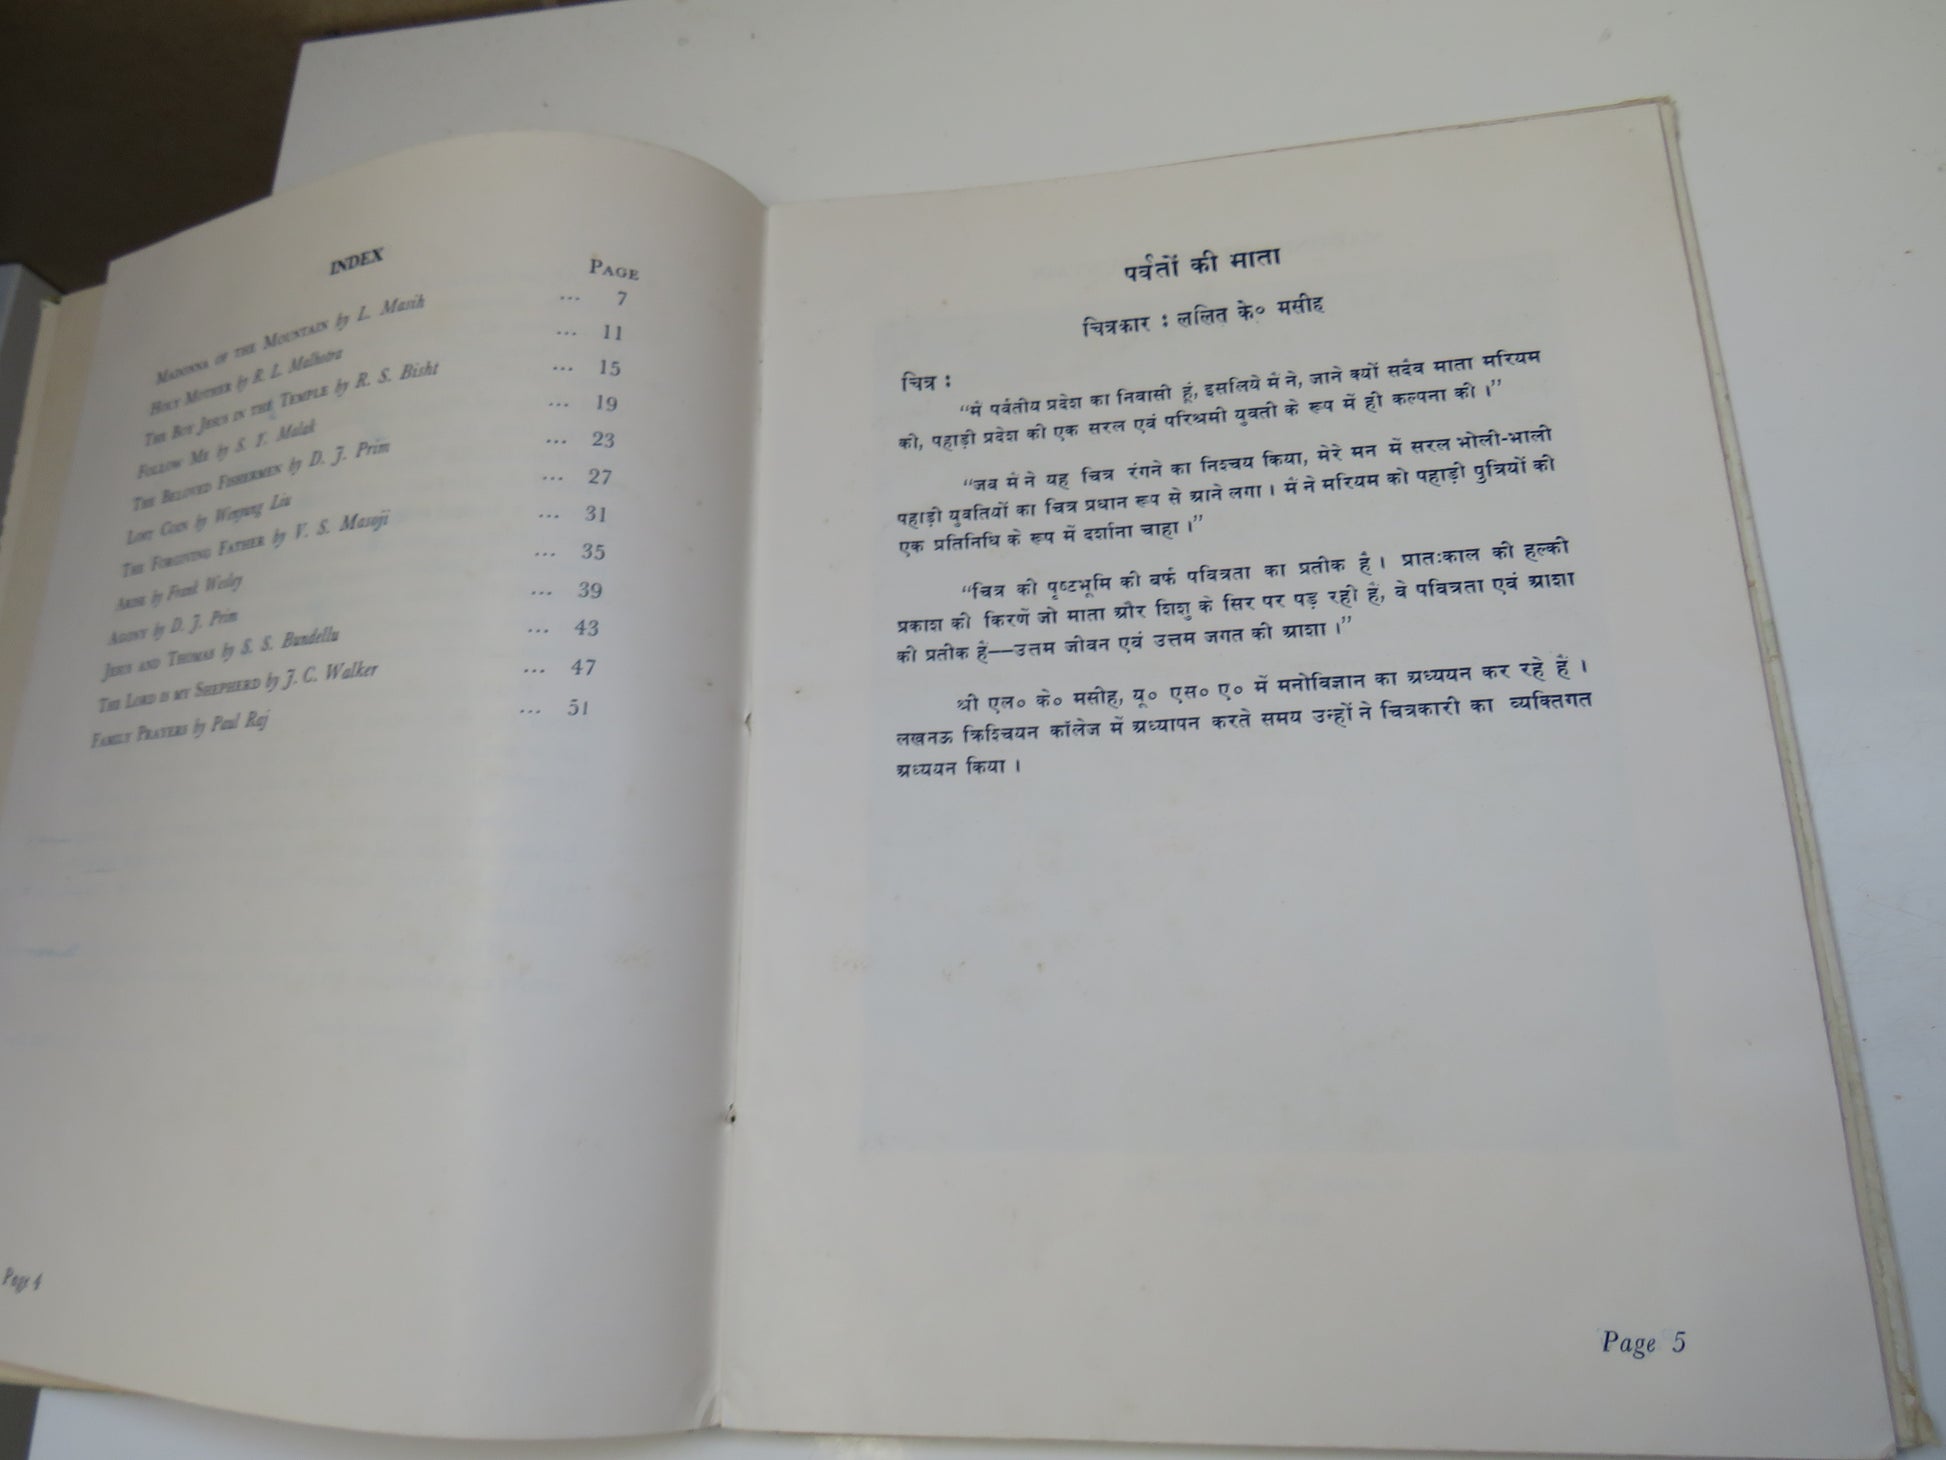 INDEX
PAGE
MADONNA OF THE MOUNTAIN by L. Masih ... 7
HOLY MOTHER by R. L. Malhotra ... 11
THE BOY JESUS IN THE TEMPLE by R. S. Bisht ... 15
FOLLOW ME by S. Y. Malak ... 19
THE BELOVED FISHERMEN by D. J. Prim ... 23
LOST COIN by Wenyung Liu ... 27
THE FORGIVING FATHER by V. S. Masoji ... 31
ARISE by Frank Wesley ... 35
AGONY by D. J. Prim ... 39
JESUS AND THOMAS by S. S. Bundellu ... 43
THE LORD IS MY SHEPHERD by J. C. Walker ... 47
FAMILY PRAYERS by Paul Raj ... 51
Page 4
पर्वतों की माता
चित्रकार : ललित के० मसीह
चित्र :
“मैं पर्वतीय प्रदेश का निवासी हूं, इसलिये मैं ने, जाने क्यों सदैव माता मरियम
को, पहाड़ी प्रदेश की एक सरल एवं परिश्रमी युवती के रूप में ही कल्पना की ।”
“जब मैं ने यह चित्र रंगने का निश्चय किया, मेरे मन में सरल भोली-भाली
पहाड़ी युवतियों का चित्र प्रधान रूप से आने लगा । मैं ने मरियम को पहाड़ी पुत्रियों की
एक प्रतिनिधि के रूप में दर्शाना चाहा ।”
“चित्र की पृष्टभूमि की बर्फ पवित्रता का प्रतीक है । प्रातःकाल की हल्की
प्रकाश की किरणें जो माता और शिशु के सिर पर पड़ रही हैं, वे पवित्रता एवं आशा
की प्रतीक हैं—उत्तम जीवन एवं उत्तम जगत की आशा ।”
श्री एल० के० मसीह, यू० एस० ए० में मनोविज्ञान का अध्ययन कर रहे हैं ।
लखनऊ क्रिश्चियन कॉलेज में अध्यापन करते समय उन्हों ने चित्रकारी का व्यक्तिगत
अध्ययन किया ।
Page 5